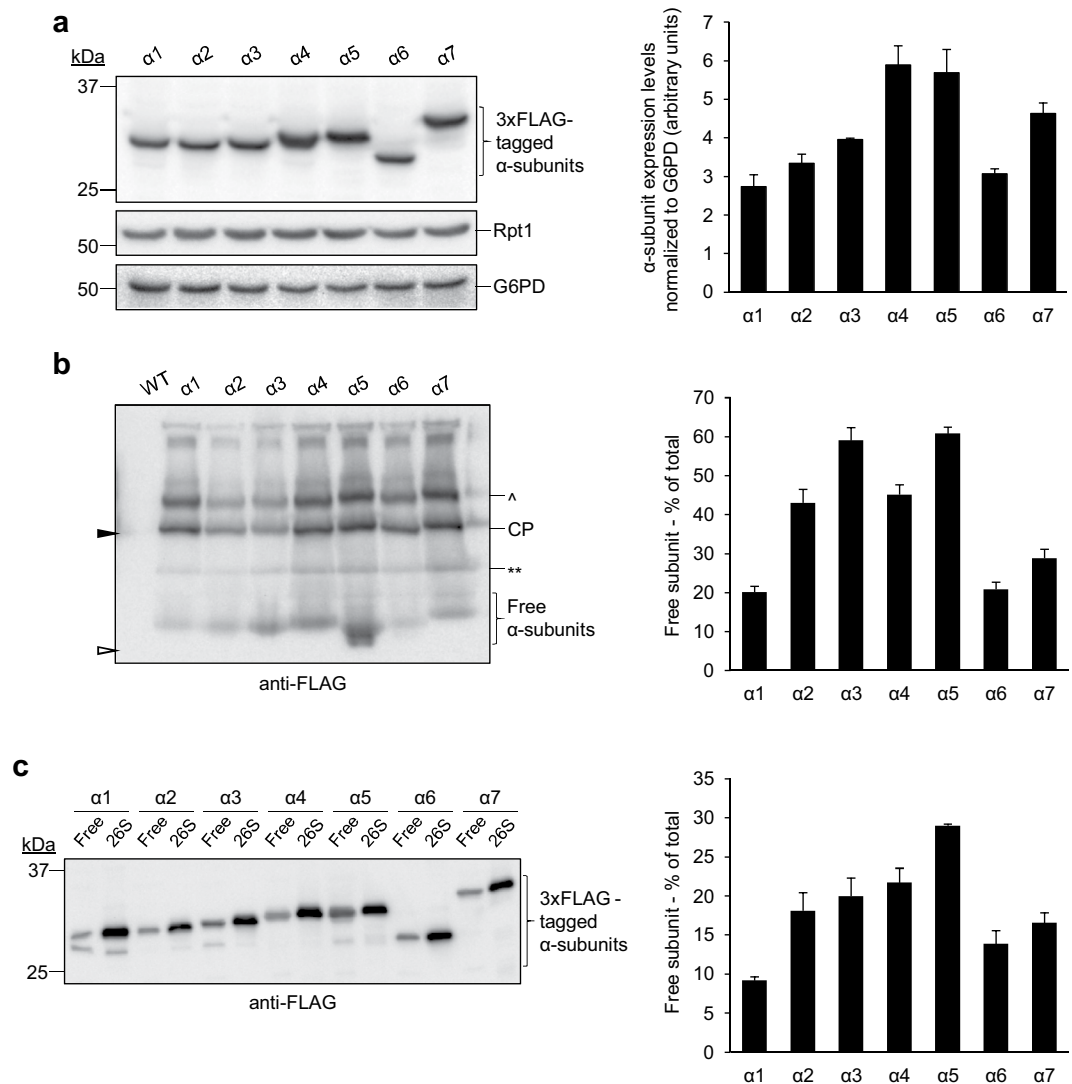 a
kDa
α1 α2 α3 α4 α5 α6 α7
37
25
3xFLAG-
tagged
α-subunits
50
Rpt1
50
G6PD
α-subunit expression levels
normalized to G6PD (arbitrary units)
7
6
5
4
3
2
1
0
α1 α2 α3 α4 α5 α6 α7
b
WT α1 α2 α3 α4 α5 α6 α7
^
CP
**
Free
α-subunits
anti-FLAG
Free subunit - % of total
70
60
50
40
30
20
10
0
α1 α2 α3 α4 α5 α6 α7
c
α1 α2 α3 α4 α5 α6 α7
Free 26S Free 26S Free 26S Free 26S Free 26S Free 26S Free 26S
kDa
37
25
3xFLAG -
tagged
α-subunits
anti-FLAG
Free subunit - % of total
35
30
25
20
15
10
5
0
α1 α2 α3 α4 α5 α6 α7